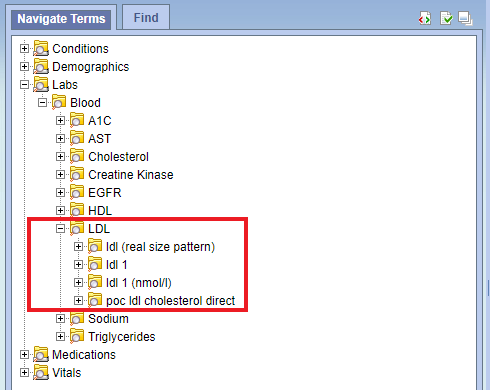 Navigate Terms
Find
Conditions
Demographics
Labs
Blood
A1C
AST
Cholesterol
Creatine Kinase
EGFR
HDL
LDL
ldl (real size pattern)
ldl 1
ldl 1 (nmol/l)
poc ldl cholesterol direct
Sodium
Triglycerides
Medications
Vitals